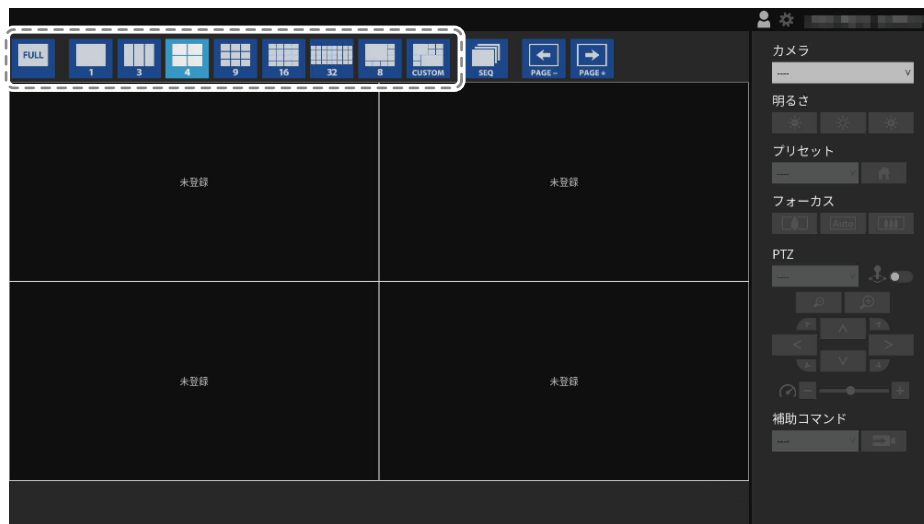 FULL
1
3
4
9
16
32
8
CUSTOM
SEQ
PAGE−
PAGE+
未登録
未登録
未登録
未登録
カメラ
---- v
明るさ
プリセット
---- v
フォーカス
Auto
PTZ
---- v
補助コマンド
---- v